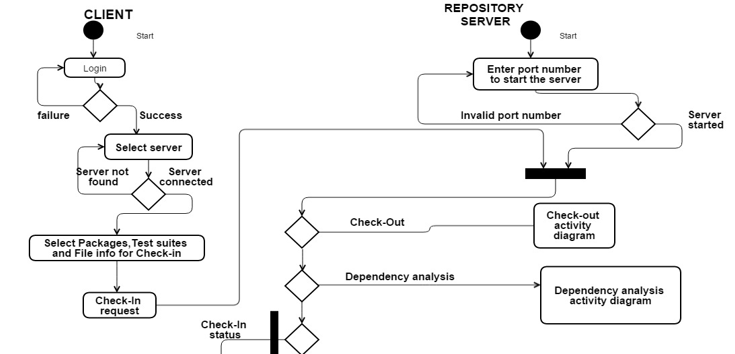 CLIENT
Start
Login
failure
Success
Select server
Server not
found
Server
connected
Select Packages,Test suites
and File info for Check-in
Check-In
request
REPOSITORY
SERVER
Start
Enter port number
to start the server
Invalid port number
Server
started
Check-Out
Check-out
activity
diagram
Dependency analysis
Dependency analysis
activity diagram
Check-In
status